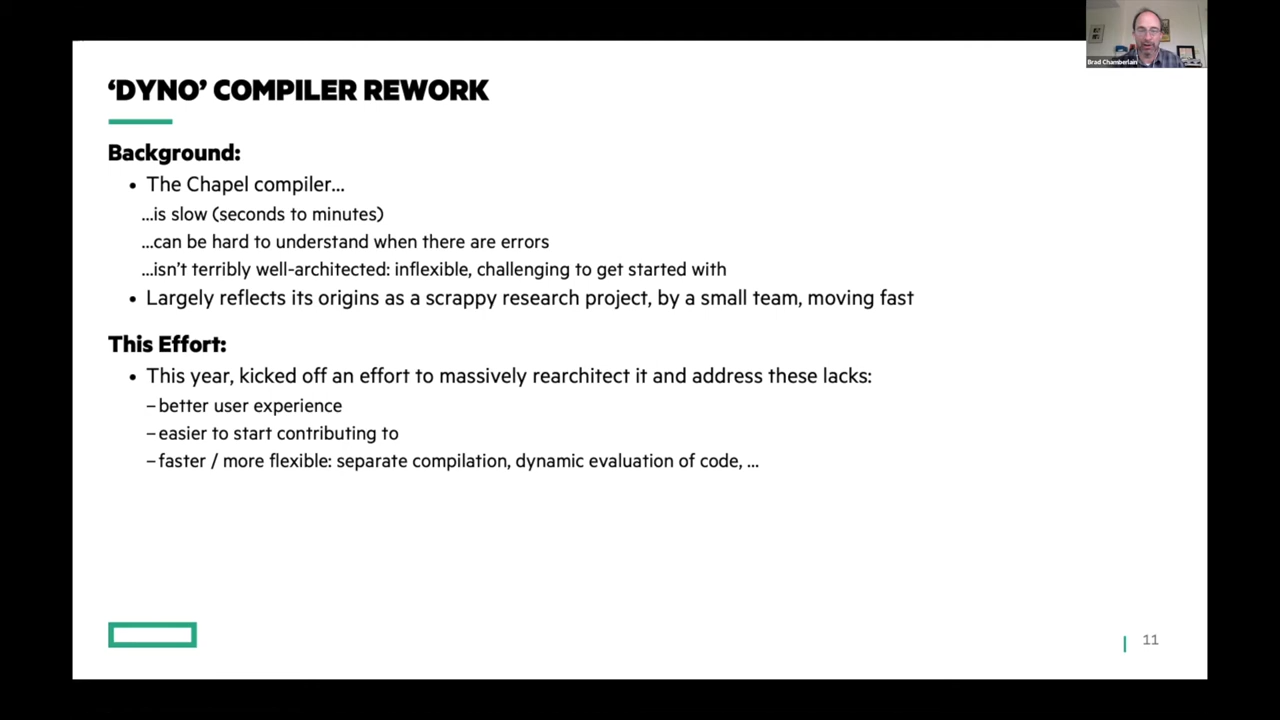 Brad Chamberlain
‘DYNO’ COMPILER REWORK
Background:
• The Chapel compiler…
…is slow (seconds to minutes)
…can be hard to understand when there are errors
…isn’t terribly well-architected: inflexible, challenging to get started with
• Largely reflects its origins as a scrappy research project, by a small team, moving fast
This Effort:
• This year, kicked off an effort to massively rearchitect it and address these lacks:
– better user experience
– easier to start contributing to
– faster / more flexible: separate compilation, dynamic evaluation of code, …
11